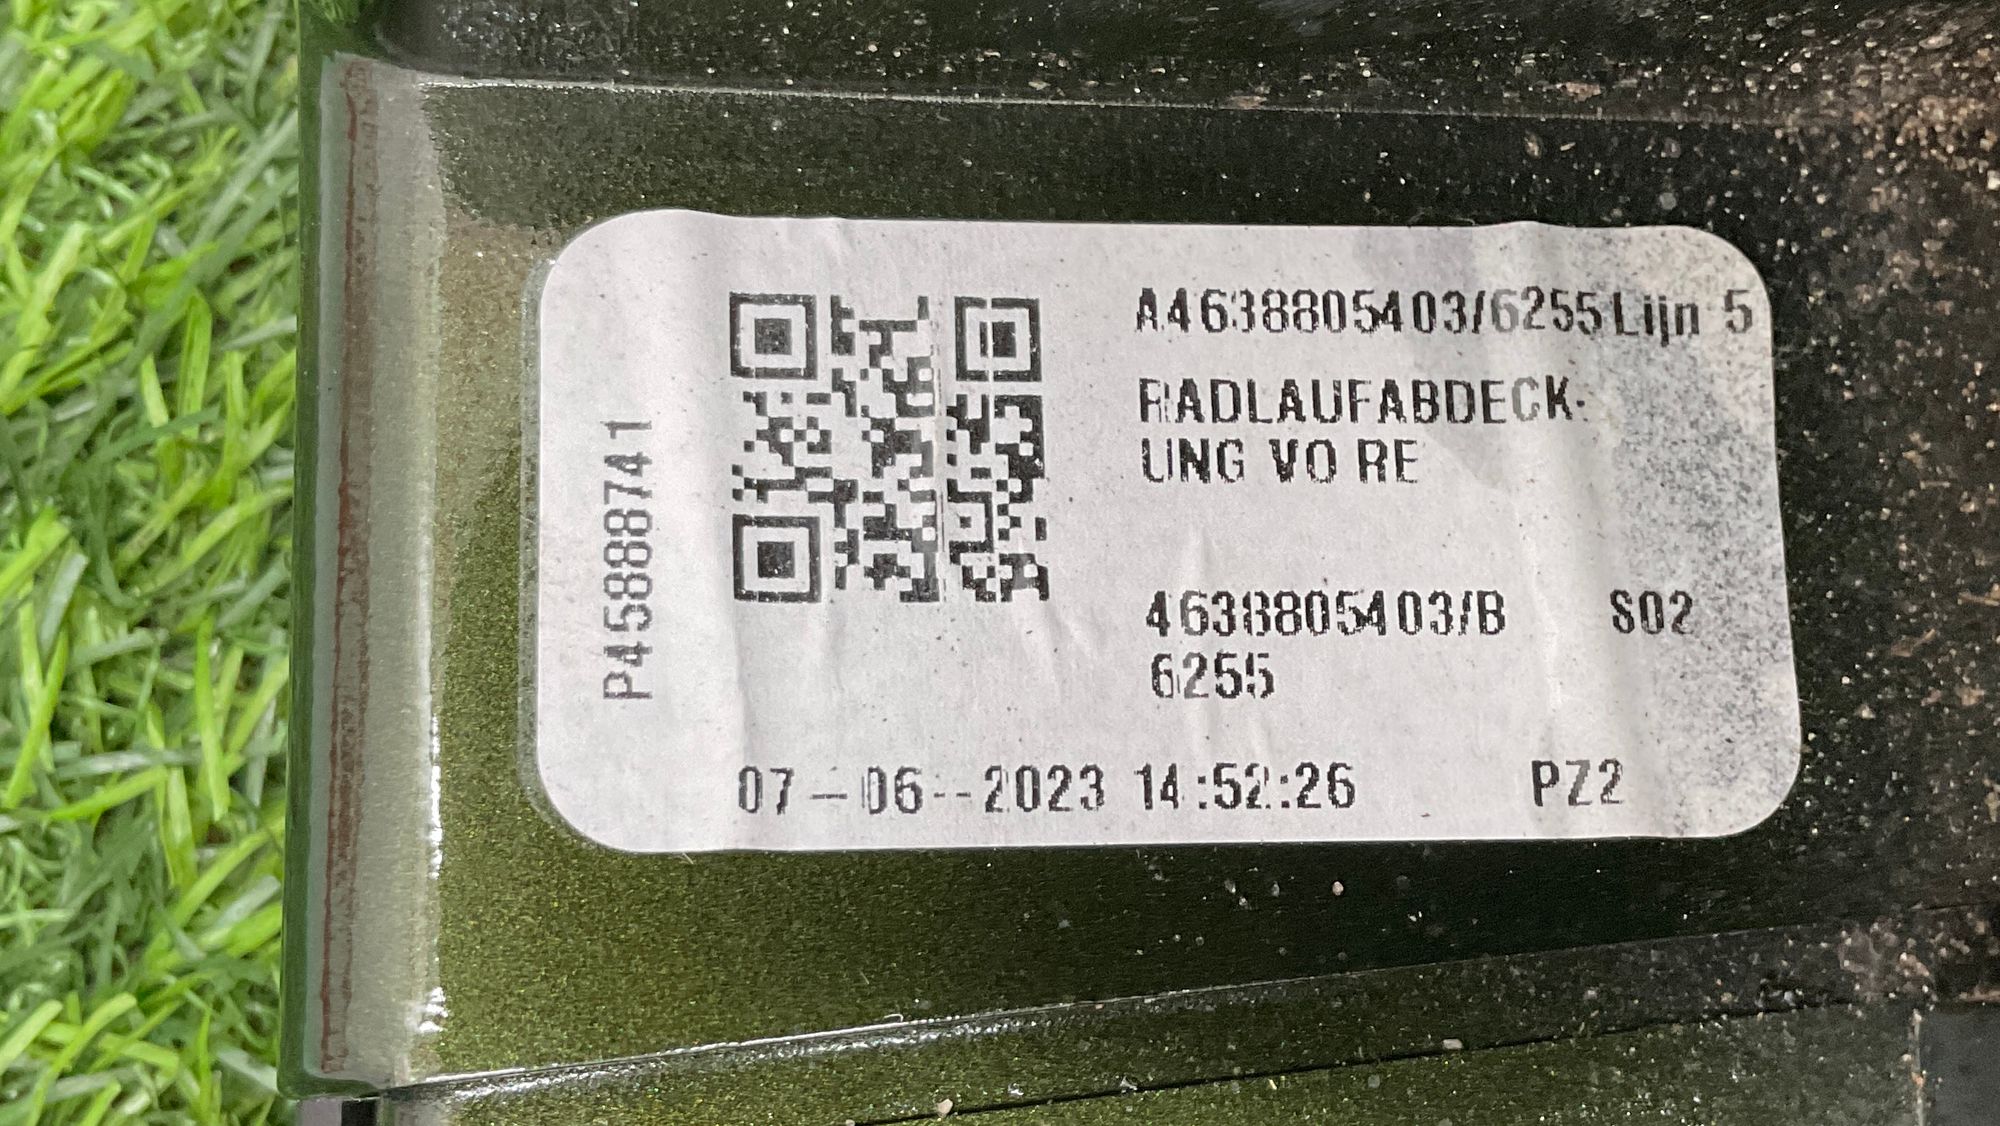 P45888741
A4638805403/6255 Lijn 5
RADLAUFABDECK-
UNG VO RE
4638805403/B S02
6255
07-06-2023 14:52:26 PZ2